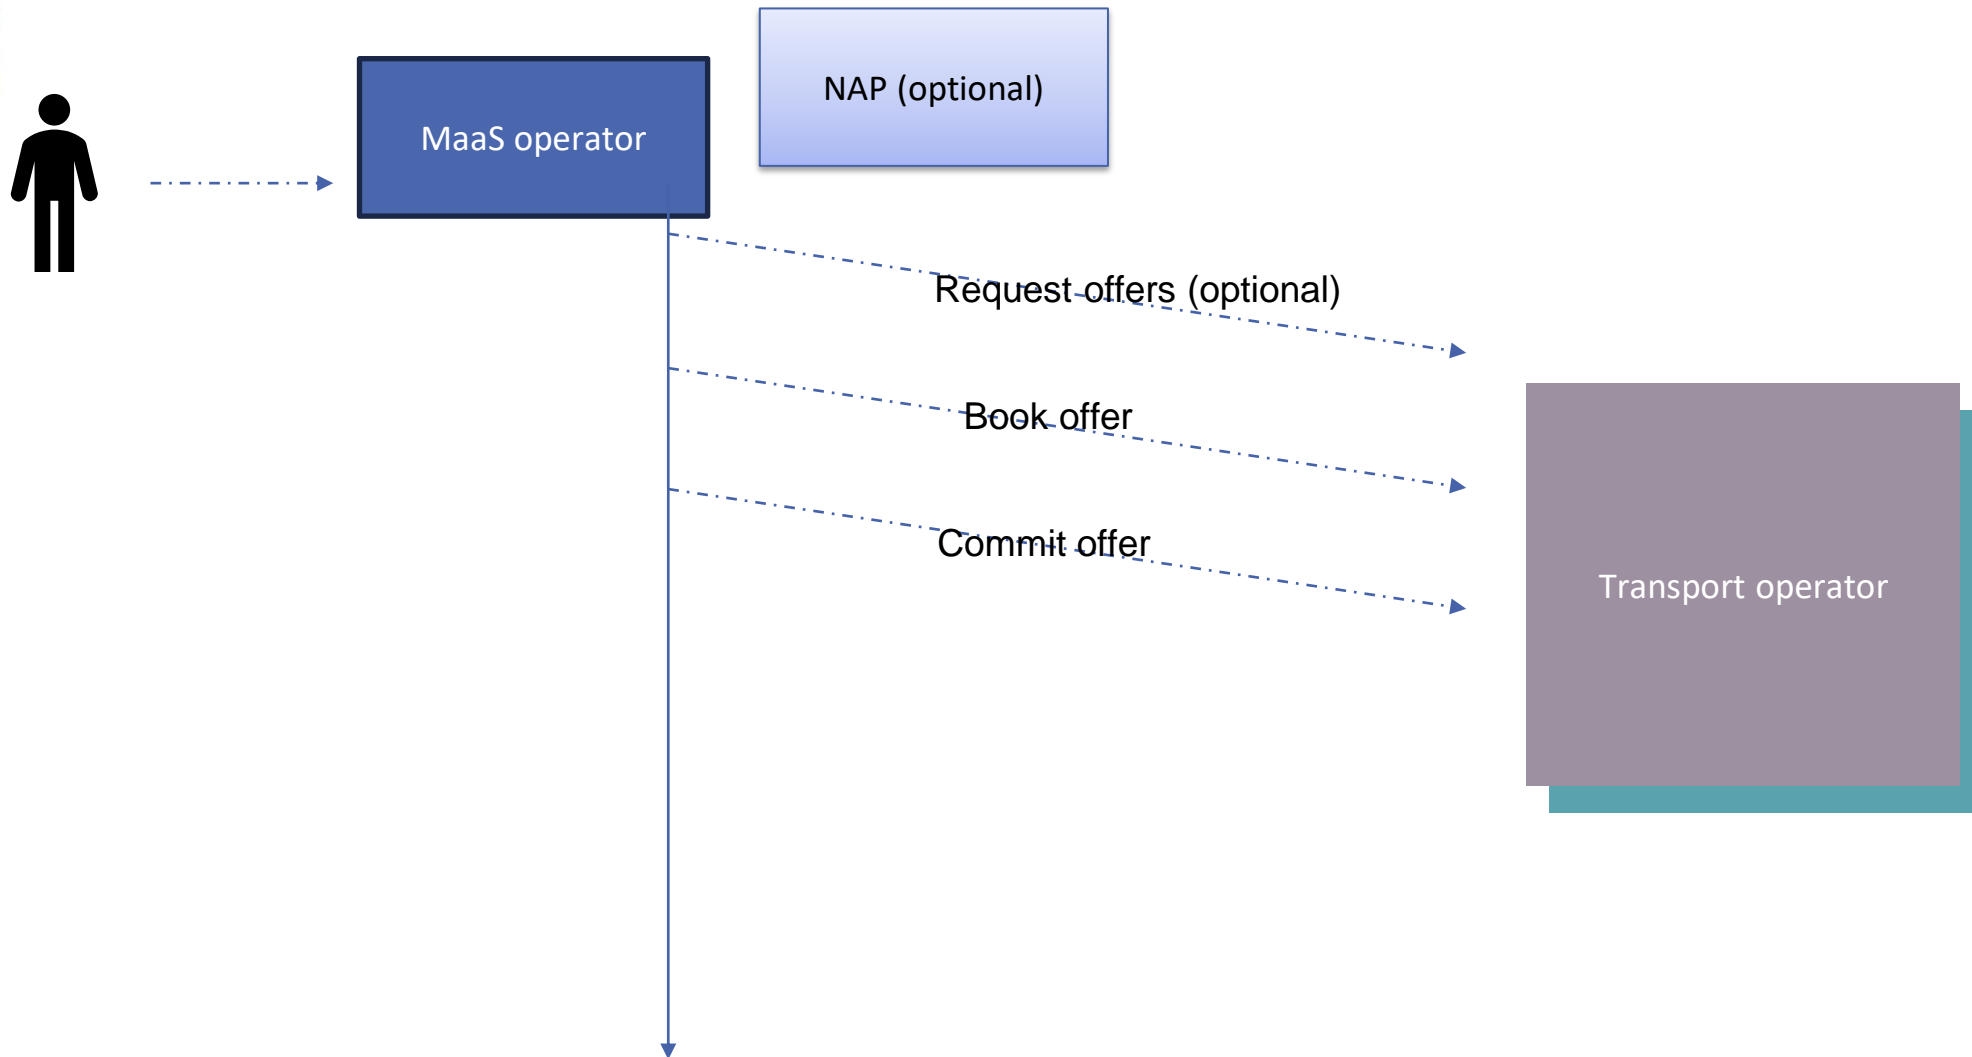 NAP (optional)
MaaS operator
Request offers (optional)
Book offer
Commit offer
Transport operator